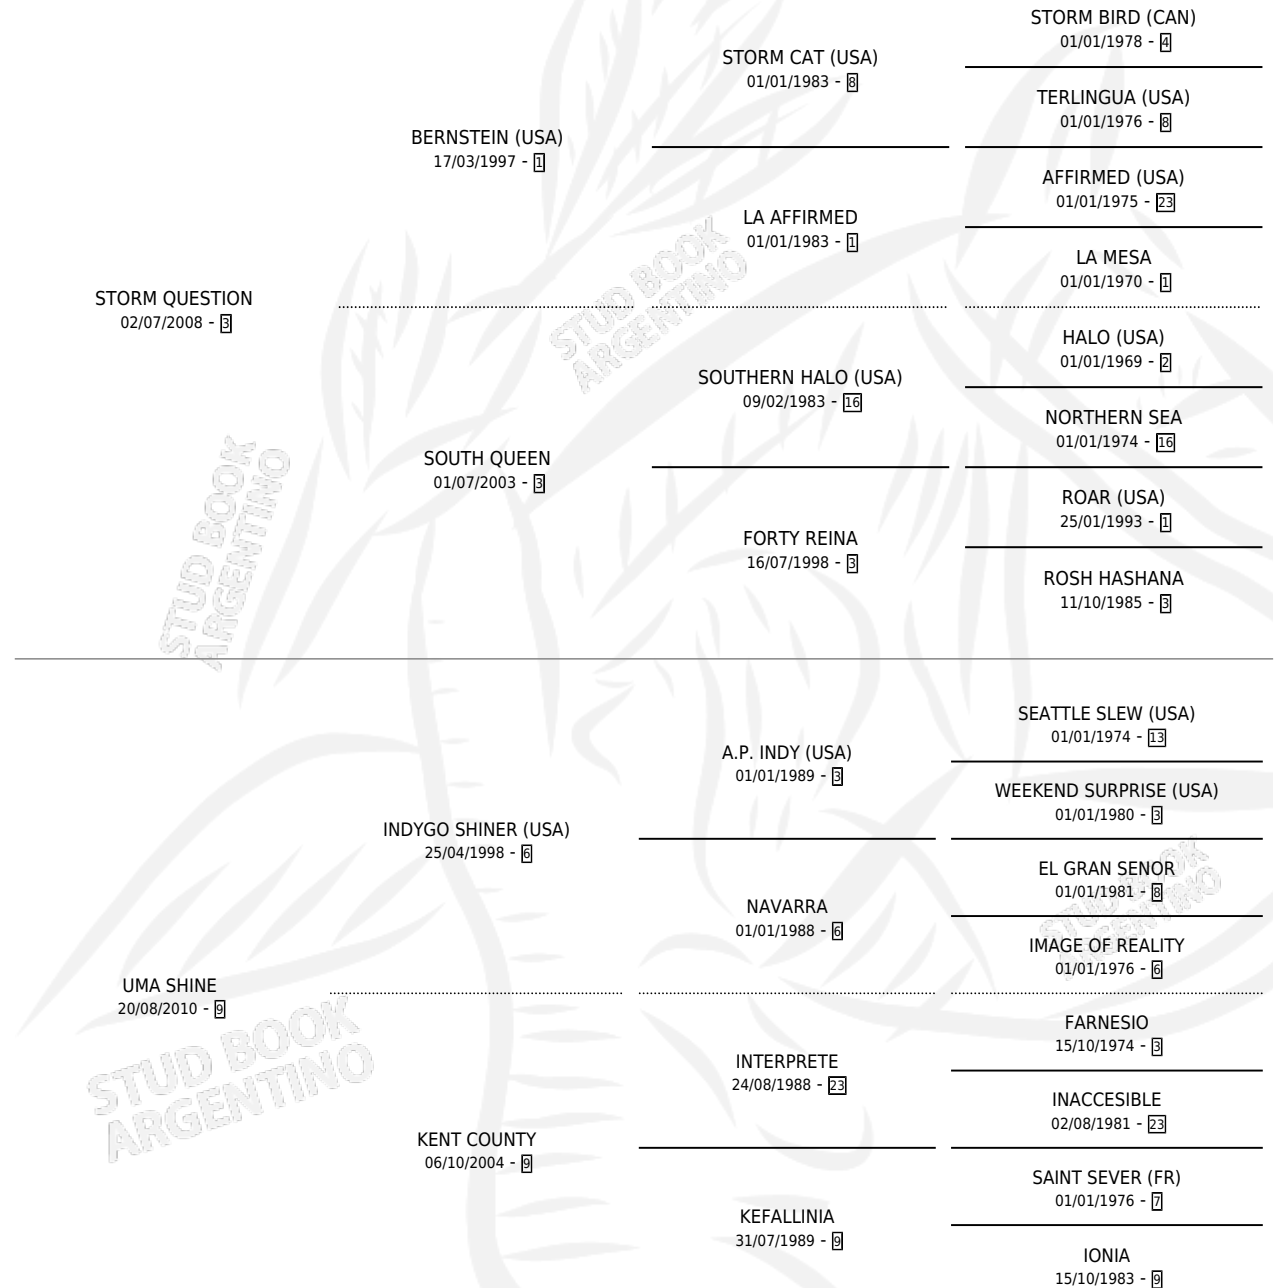 STORM BIRD (CAN)
01/01/1978 - 4
STORM CAT (USA)
01/01/1983 - 8
TERLINGUA (USA)
01/01/1976 - 8
BERNSTEIN (USA)
17/03/1997 - 1
AFFIRMED (USA)
01/01/1975 - 23
LA AFFIRMED
01/01/1983 - 1
LA MESA
01/01/1970 - 1
STORM QUESTION
02/07/2008 - 3
HALO (USA)
01/01/1969 - 2
SOUTHERN HALO (USA)
09/02/1983 - 16
NORTHERN SEA
01/01/1974 - 16
SOUTH QUEEN
01/07/2003 - 3
ROAR (USA)
25/01/1993 - 1
FORTY REINA
16/07/1998 - 3
ROSH HASHANA
11/10/1985 - 3
STUD BOOK
ARGENTINO
STUD BOOK
ARGENTINO
SEATTLE SLEW (USA)
01/01/1974 - 13
A.P. INDY (USA)
01/01/1989 - 3
WEEKEND SURPRISE (USA)
01/01/1980 - 3
INDYGO SHINER (USA)
25/04/1998 - 6
EL GRAN SENOR
01/01/1981 - 8
NAVARRA
01/01/1988 - 6
IMAGE OF REALITY
01/01/1976 - 6
UMA SHINE
20/08/2010 - 9
FARNESIO
15/10/1974 - 3
INTERPRETE
24/08/1988 - 23
INACCESIBLE
02/08/1981 - 23
KENT COUNTY
06/10/2004 - 9
SAINT SEVER (FR)
01/01/1976 - 7
KEFALLINIA
31/07/1989 - 9
IONIA
15/10/1983 - 9
STUD BOOK
ARGENTINO
STUD BOOK
ARGENTINO